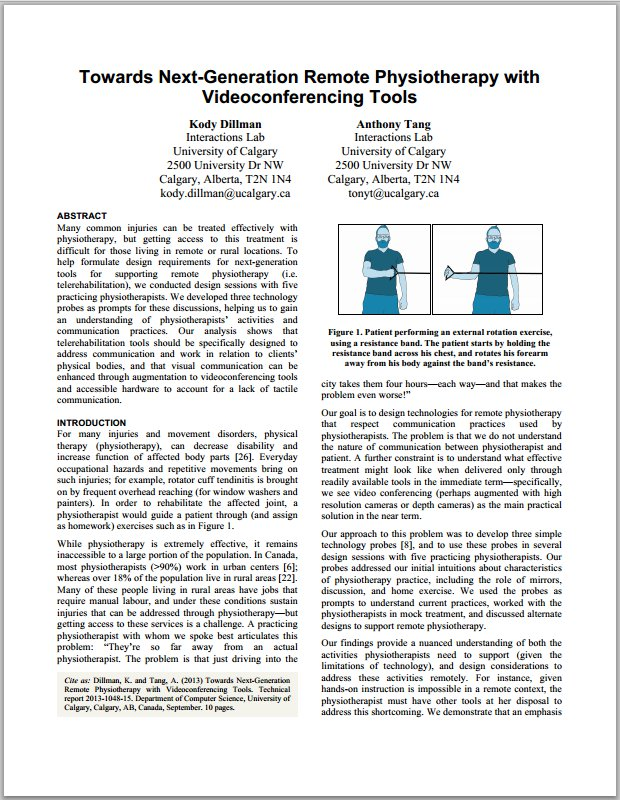 Towards Next-Generation Remote Physiotherapy with
Videoconferencing Tools
Kody Dillman
Interactions Lab
University of Calgary
2500 University Dr NW
Calgary, Alberta, T2N 1N4
kody.dillman@ucalgary.ca
Anthony Tang
Interactions Lab
University of Calgary
2500 University Dr NW
Calgary, Alberta, T2N 1N4
tonyt@ucalgary.ca
ABSTRACT
Many common injuries can be treated effectively with
physiotherapy, but getting access to this treatment is
difficult for those living in remote or rural locations. To
help formulate design requirements for next-generation
tools for supporting remote physiotherapy (i.e.
telerehabilitation), we conducted design sessions with five
practicing physiotherapists. We developed three technology
probes as prompts for these discussions, helping us to gain
an understanding of physiotherapists' activities and
communication practices. Our analysis shows that
telerehabilitation tools should be specifically designed to
address communication and work in relation to clients'
physical bodies, and that visual communication can be
enhanced through augmentation to videoconferencing tools
and accessible hardware to account for a lack of tactile
communication.
INTRODUCTION
For many injuries and movement disorders, physical
therapy (physiotherapy), can decrease disability and
increase function of affected body parts [26]. Everyday
occupational hazards and repetitive movements bring on
such injuries; for example, rotator cuff tendinitis is brought
on by frequent overhead reaching (for window washers and
painters). In order to rehabilitate the affected joint, a
physiotherapist would guide a patient through (and assign
as homework) exercises such as in Figure 1.
While physiotherapy is extremely effective, it remains
inaccessible to a large portion of the population. In Canada,
most physiotherapists (>90%) work in urban centers [6];
whereas over 18% of the population live in rural areas [22].
Many of these people living in rural areas have jobs that
require manual labour, and under these conditions sustain
injuries that can be addressed through physiotherapy—but
getting access to these services is a challenge. A practicing
physiotherapist with whom we spoke best articulates this
problem: “They're so far away from an actual
physiotherapist. The problem is that just driving into the
Cite as: Dillman, K. and Tang, A. (2013) Towards Next-Generation
Remote Physiotherapy with Videoconferencing Tools. Technical
report 2013-1048-15. Department of Computer Science, University of
Calgary, Calgary, AB, Canada, September. 10 pages.
Figure 1. Patient performing an external rotation exercise,
using a resistance band. The patient starts by holding the
resistance band across his chest, and rotates his forearm
away from his body against the band's resistance.
city takes them four hours—each way—and that makes the
problem even worse!”
Our goal is to design technologies for remote physiotherapy
that respect communication practices used by
physiotherapists. The problem is that we do not understand
the nature of communication between physiotherapist and
patient. A further constraint is to understand what effective
treatment might look like when delivered only through
readily available tools in the immediate term—specifically,
we see video conferencing (perhaps augmented with high
resolution cameras or depth cameras) as the main practical
solution in the near term.
Our approach to this problem was to develop three simple
technology probes [8], and to use these probes in several
design sessions with five practicing physiotherapists. Our
probes addressed our initial intuitions about characteristics
of physiotherapy practice, including the role of mirrors,
discussion, and home exercise. We used the probes as
prompts to understand current practices, worked with the
physiotherapists in mock treatment, and discussed alternate
designs to support remote physiotherapy.
Our findings provide a nuanced understanding of both the
activities physiotherapists need to support (given the
limitations of technology), and design considerations to
address these activities remotely. For instance, given
hands-on instruction is impossible in a remote context, the
physiotherapist must have other tools at her disposal to
address this shortcoming. We demonstrate that an emphasis